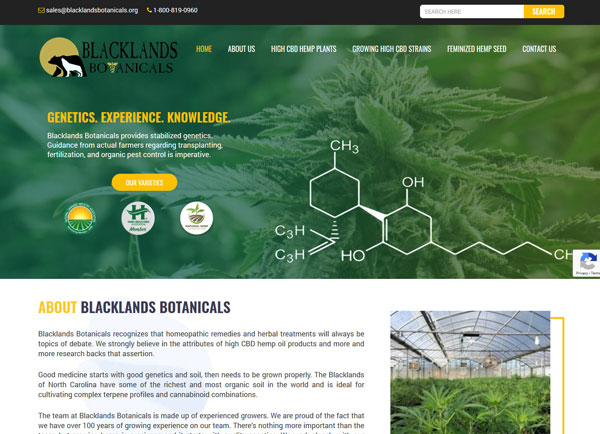 sales@blacklandsbotanicals.org
1-800-819-0960
SEARCH HERE
SEARCH
BLACKLANDS
BOTANICALS
HOME
ABOUT US
HIGH CBD HEMP PLANTS
GROWING HIGH CBD STRAINS
FEMINIZED HEMP SEED
CONTACT US
GENETICS. EXPERIENCE. KNOWLEDGE.
Blacklands Botanicals provides stabilized genetics.
Guidance from actual farmers regarding transplanting,
fertilization, and organic pest control is imperative.
OUR VARIETIES
Member
CH₃
OH
C₃H
C₃H
HO
CH
Privacy - Terms
ABOUT BLACKLANDS BOTANICALS
Blacklands Botanicals recognizes that homeopathic remedies and herbal treatments will always be
topics of debate. We strongly believe in the attributes of high CBD hemp oil products and more and
more research backs that assertion.
Good medicine starts with good genetics and soil, then needs to be grown properly. The Blacklands
of North Carolina have some of the richest and most organic soil in the world and is ideal for
cultivating complex terpene profiles and cannabinoid combinations.
The team at Blacklands Botanicals is made up of experienced growers. We are proud of the fact that
we have over 100 years of growing experience on our team. There's nothing more important than the